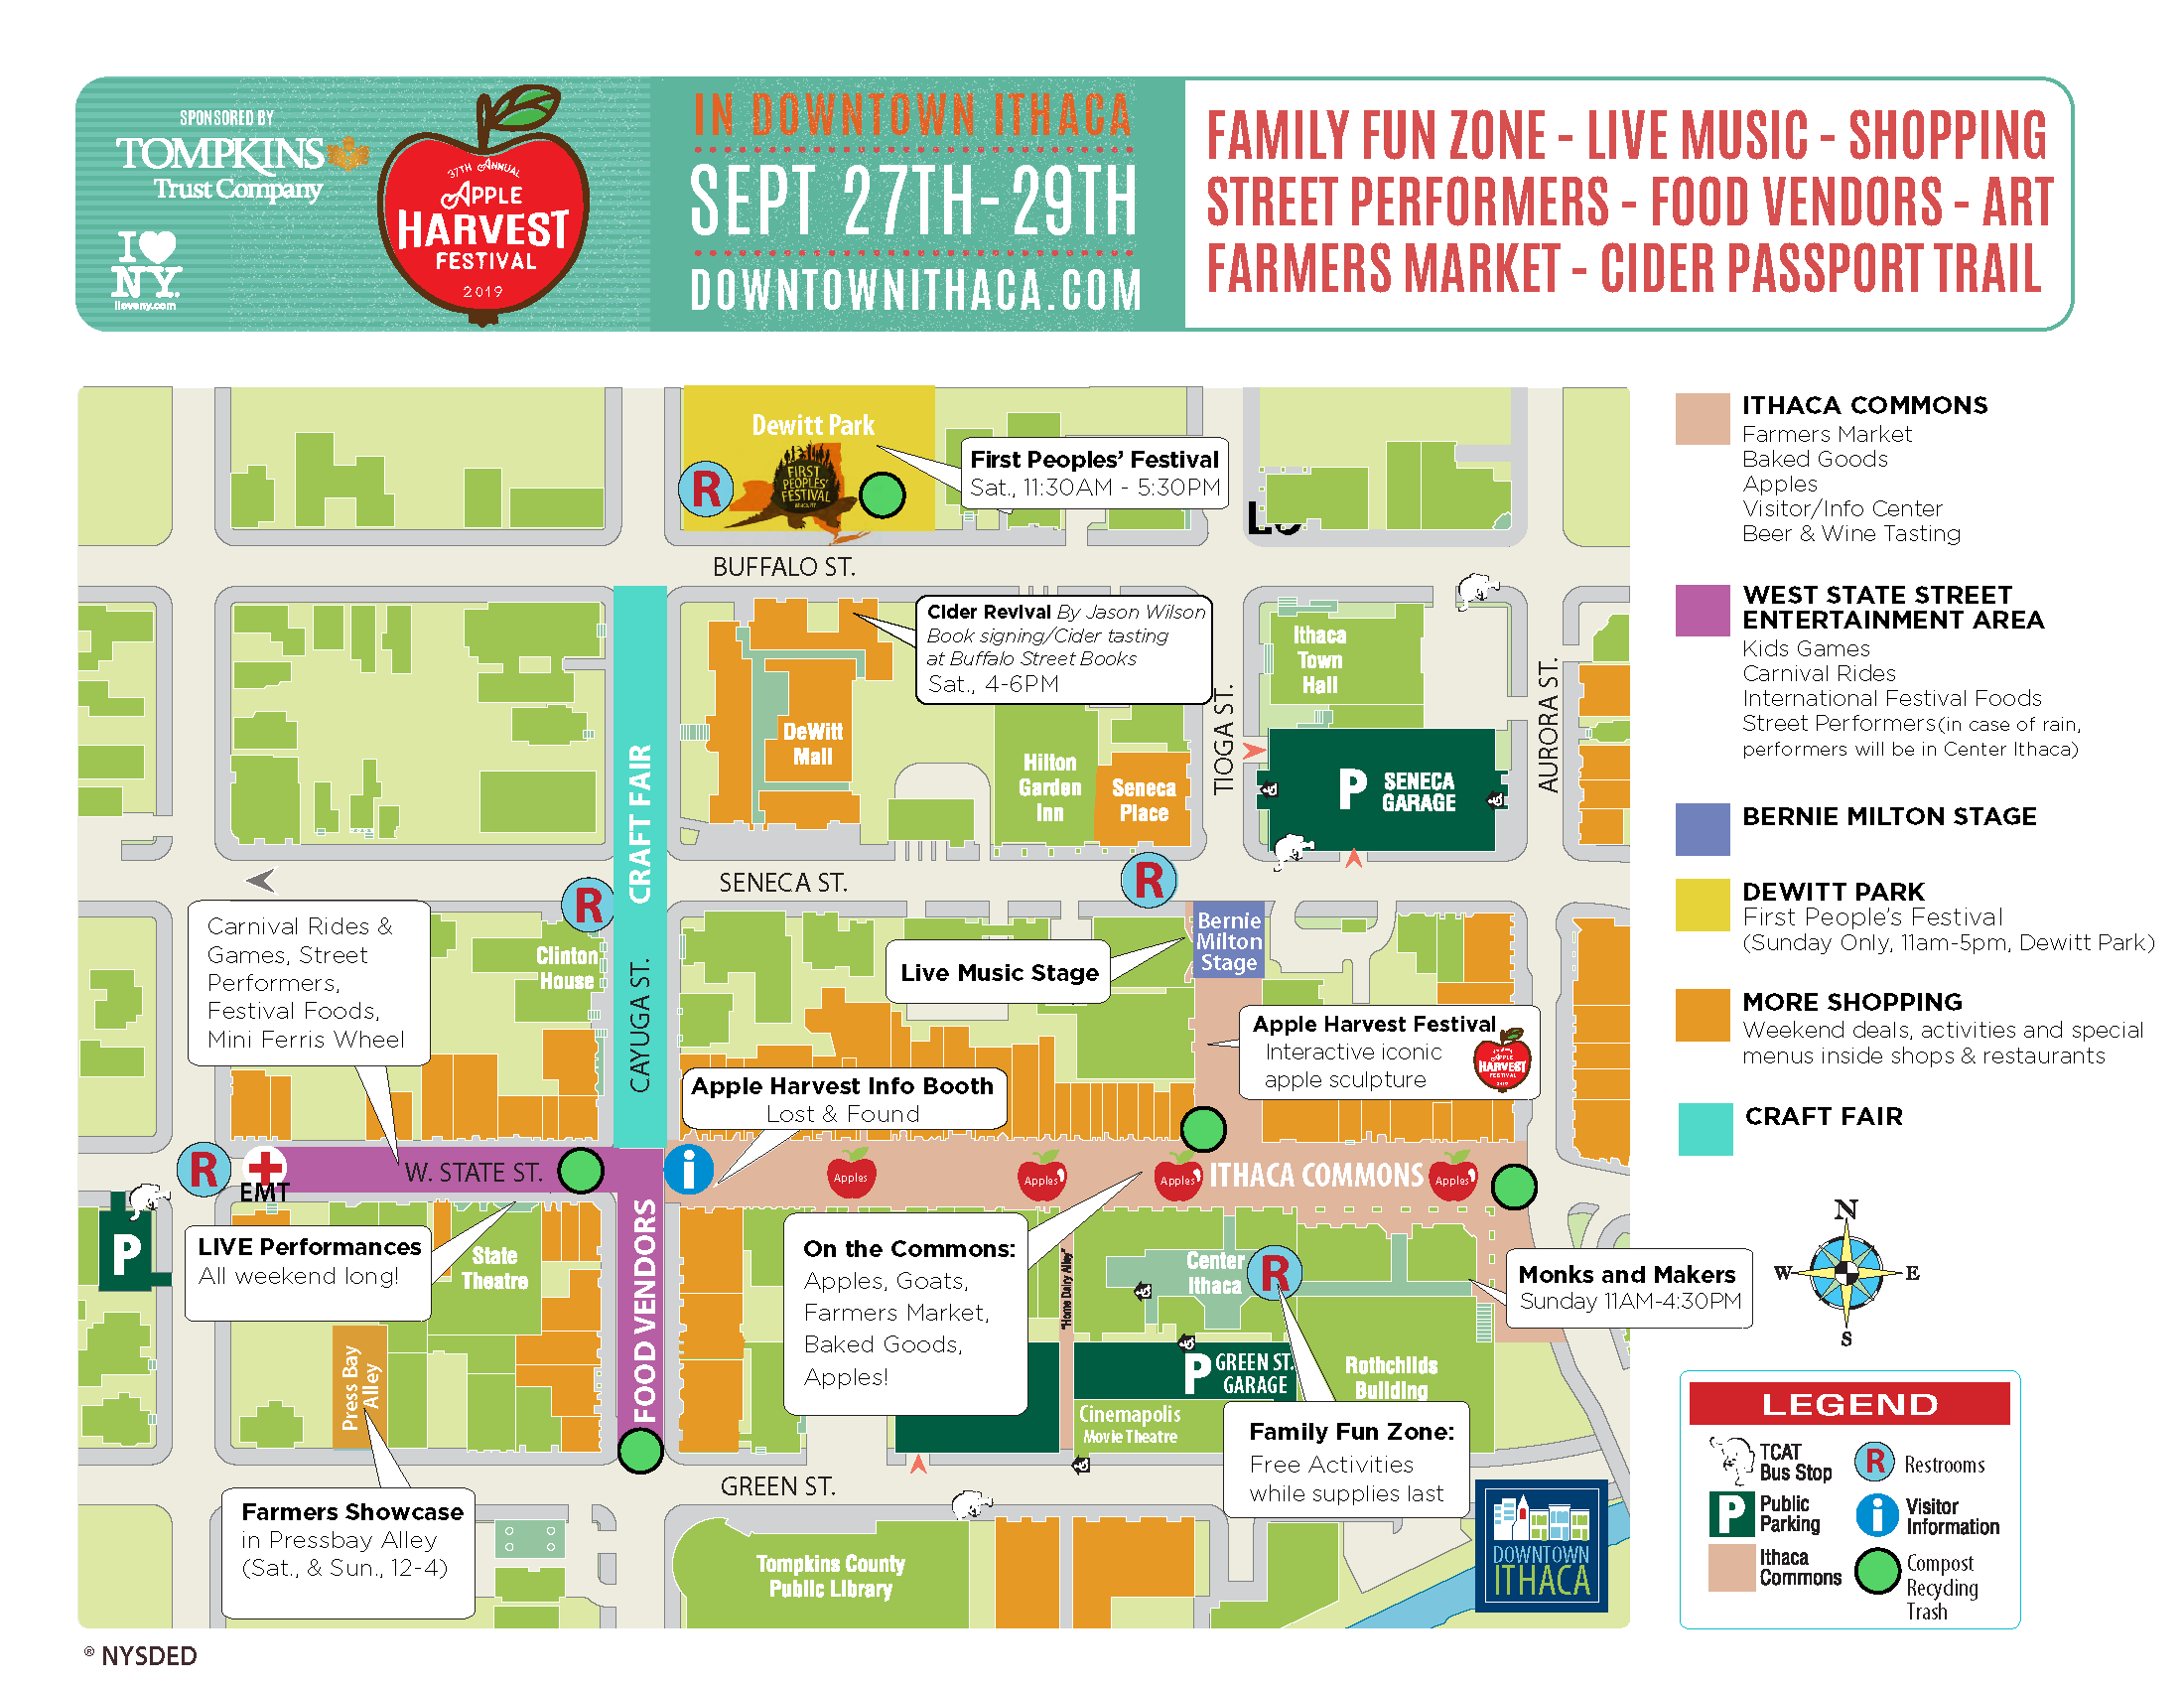 SPONSORED BY
TOMPKINS
Trust Company
I NY.
iloveny.com
37TH ANNUAL
APPLE
HARVEST
FESTIVAL
2019
IN DOWNTOWN ITHACA
SEPT 27TH-29TH
DOWNTOWNITHACA.COM
FAMILY FUN ZONE - LIVE MUSIC - SHOPPING
STREET PERFORMERS - FOOD VENDORS - ART
FARMERS MARKET - CIDER PASSPORT TRAIL
Dewitt Park
R
FIRST
PEOPLES'
FESTIVAL
First Peoples' Festival
Sat., 11:30AM - 5:30PM
BUFFALO ST.
Cider Revival By Jason Wilson
Book signing/Cider tasting
at Buffalo Street Books
Sat., 4-6PM
DeWitt
Mall
Hilton
Garden
Inn
Seneca
Place
TIOGA ST.
Ithaca
Town
Hall
P SENECA
GARAGE
AURORA ST.
CRAFT FAIR
SENECA ST.
R
R
Carnival Rides &
Games, Street
Performers,
Festival Foods,
Mini Ferris Wheel
Clinton
House
CAYUGA ST.
Live Music Stage
Bernie
Milton
Stage
Apple Harvest Festival
Interactive iconic
apple sculpture
APPLE
HARVEST
FESTIVAL
Apple Harvest Info Booth
Lost & Found
R
EMT
W. STATE ST.
i
Apples
Apples
Apples
ITHACA COMMONS
Apples
P
LIVE Performances
All weekend long!
State
Theatre
FOOD VENDORS
On the Commons:
Apples, Goats,
Farmers Market,
Baked Goods,
Apples!
"Home Dairy Alley"
Center
Ithaca
R
Monks and Makers
Sunday 11AM-4:30PM
P GREEN ST.
GARAGE
Rothchilds
Building
Cinemapolis
Movie Theatre
Press Bay
Alley
Family Fun Zone:
Free Activities
while supplies last
GREEN ST.
Farmers Showcase
in Pressbay Alley
(Sat., & Sun., 12-4)
Tompkins County
Public Library
DOWNTOWN
ITHACA
® NYSDED
ITHACA COMMONS
Farmers Market
Baked Goods
Apples
Visitor/Info Center
Beer & Wine Tasting
WEST STATE STREET
ENTERTAINMENT AREA
Kids Games
Carnival Rides
International Festival Foods
Street Performers(in case of rain,
performers will be in Center Ithaca)
BERNIE MILTON STAGE
DEWITT PARK
First People's Festival
(Sunday Only, 11am-5pm, Dewitt Park)
MORE SHOPPING
Weekend deals, activities and special
menus inside shops & restaurants
CRAFT FAIR
N
W E
S
LEGEND
TCAT
Bus Stop
R Restrooms
P Public
Parking
i Visitor
Information
Ithaca
Commons
Compost
Recycling
Trash